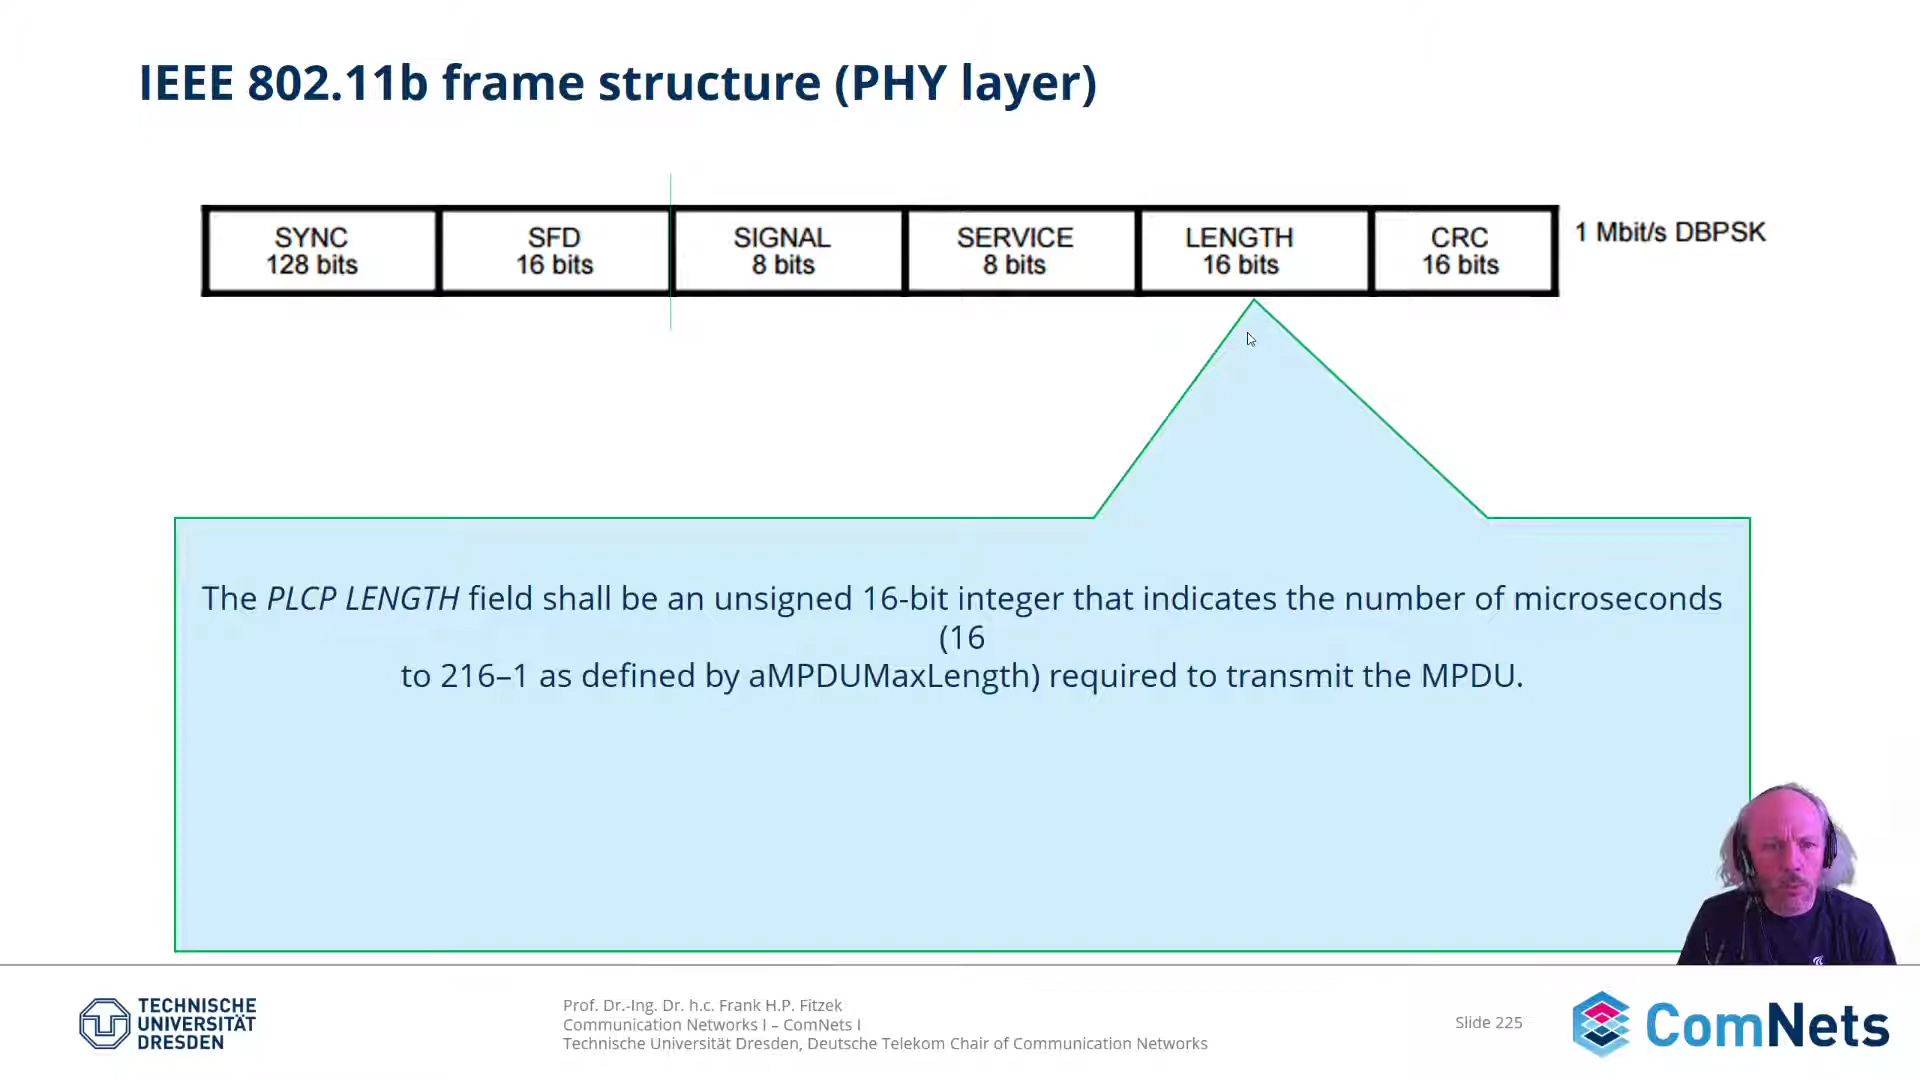 IEEE 802.11b frame structure (PHY layer)
SYNC
128 bits
SFD
16 bits
SIGNAL
8 bits
SERVICE
8 bits
LENGTH
16 bits
CRC
16 bits
1 Mbit/s DBPSK
The PLCP LENGTH field shall be an unsigned 16-bit integer that indicates the number of microseconds
(16
to 216–1 as defined by aMPDUMaxLength) required to transmit the MPDU.
TECHNISCHE
UNIVERSITÄT
DRESDEN
Prof. Dr.-Ing. Dr. h.c. Frank H.P. Fitzek
Communication Networks I – ComNets I
Technische Universität Dresden, Deutsche Telekom Chair of Communication Networks
Slide 225
ComNets